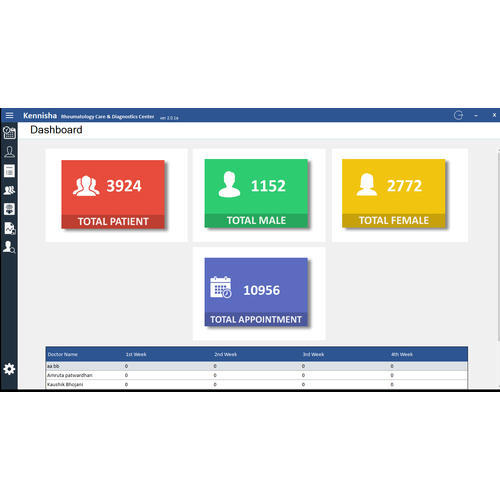 Kennisha Rheumatology Care & Diagnostics Center ver 2.0.1a
Dashboard
3924
TOTAL PATIENT
1152
TOTAL MALE
2772
TOTAL FEMALE
10956
TOTAL APPOINTMENT
Doctor Name 1st Week 2nd Week 3rd Week 4th Week
aa bb 0 0 0 0
Amruta patwardhan 0 0 0 0
Kaushik Bhojani 0 0 0 0